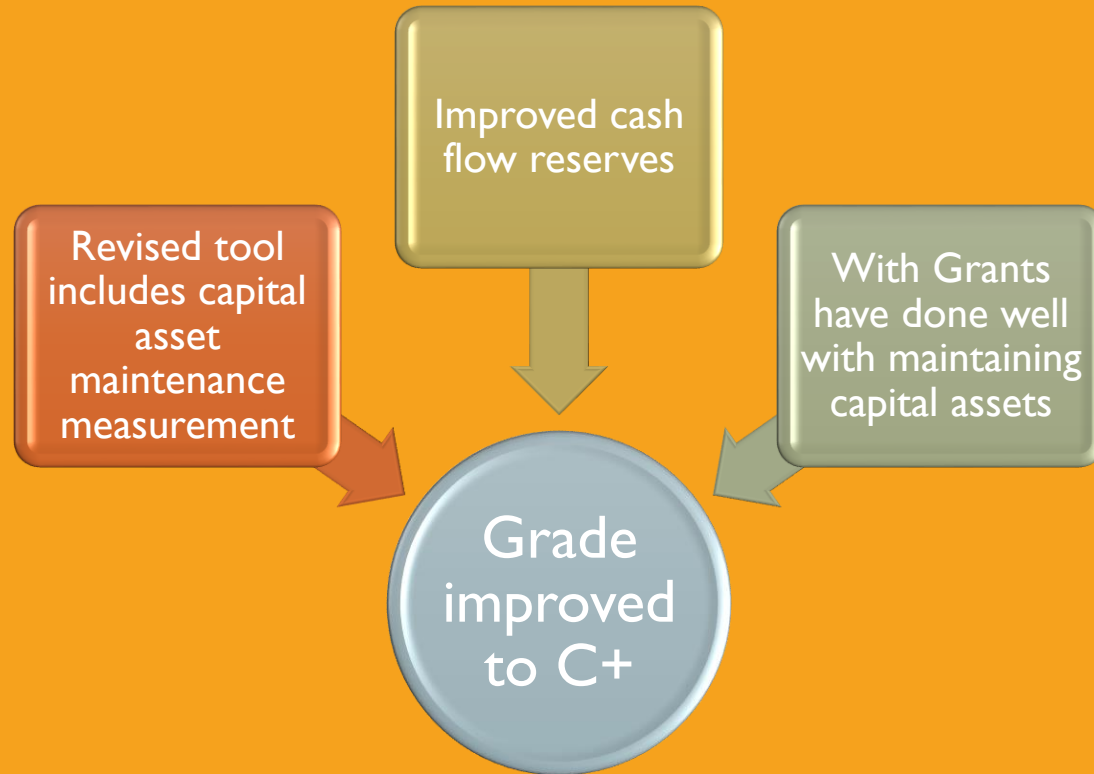 Improved cash
flow reserves
Revised tool
includes capital
asset
maintenance
measurement
With Grants
have done well
with maintaining
capital assets
Grade
improved
to C+